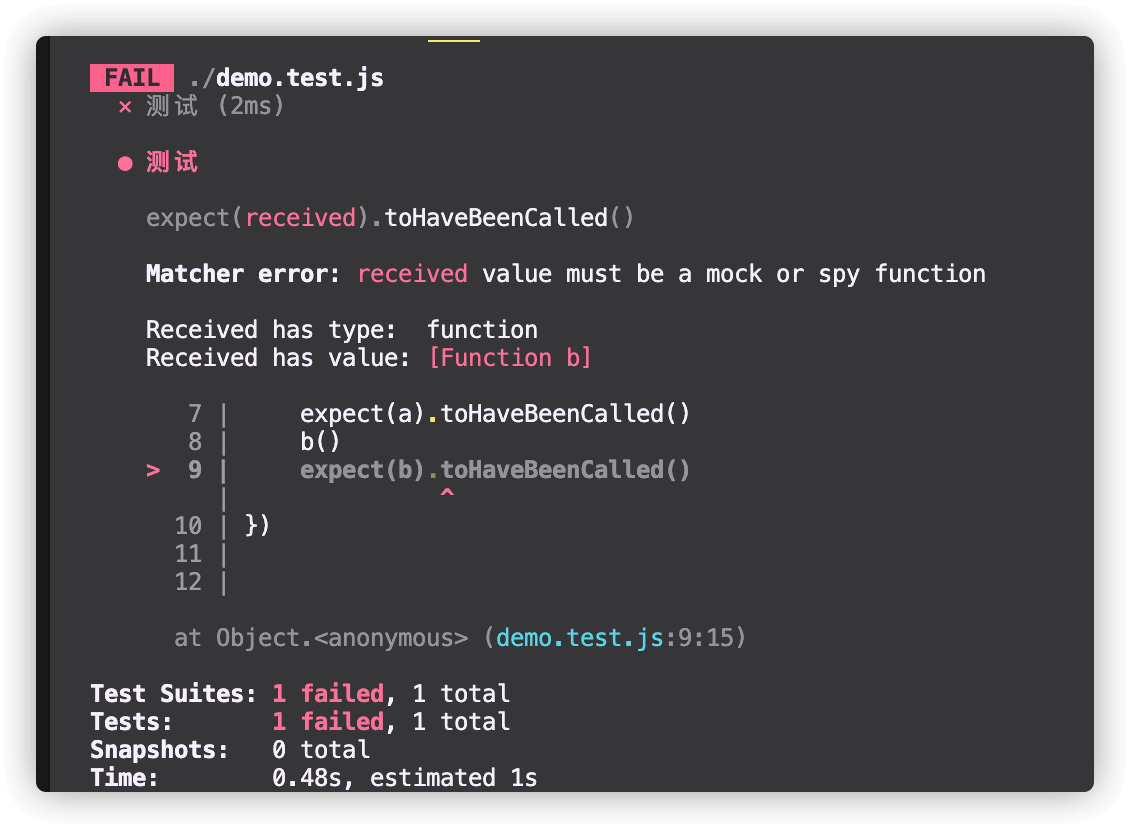 FAIL ./demo.test.js
× 测试 (2ms)
● 测试
expect(received).toHaveBeenCalled()
Matcher error: received value must be a mock or spy function
Received has type:  function
Received has value: [Function b]
7 |     expect(a).toHaveBeenCalled()
8 |     b()
> 9 |     expect(b).toHaveBeenCalled()
|               ^
10 | })
11 |
12 |
at Object.<anonymous> (demo.test.js:9:15)
Test Suites: 1 failed, 1 total
Tests:       1 failed, 1 total
Snapshots:   0 total
Time:        0.48s, estimated 1s